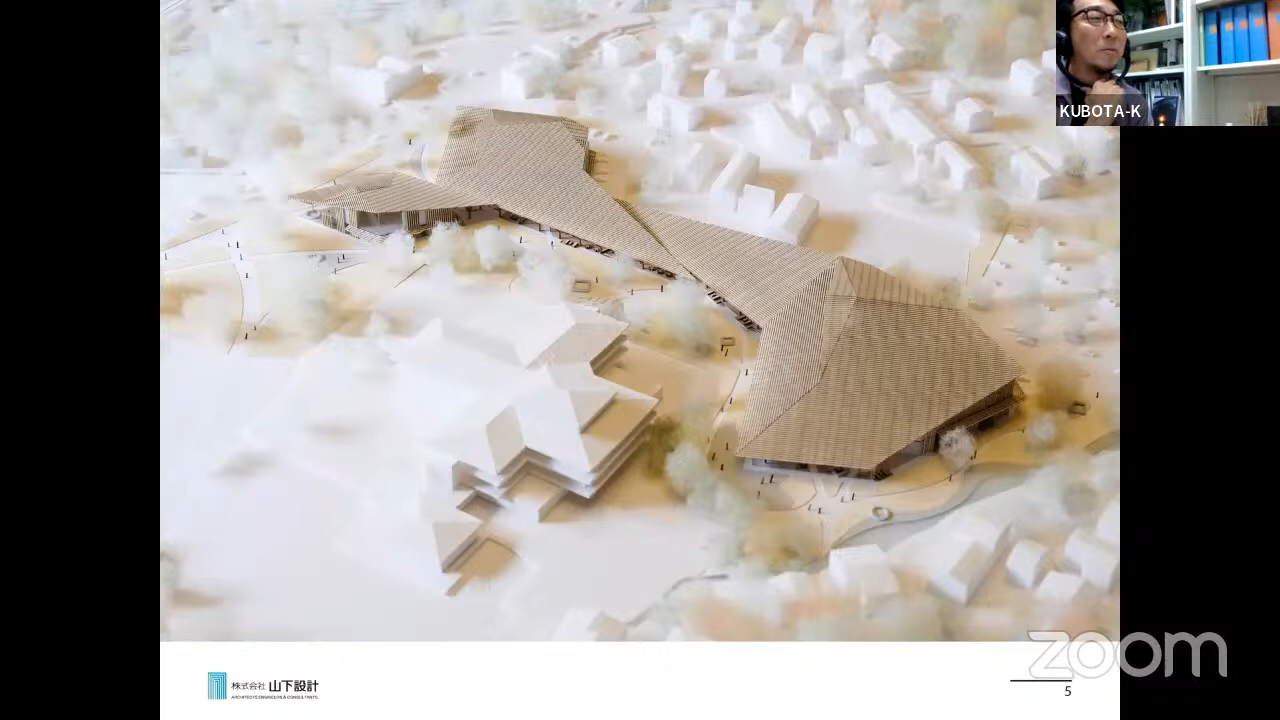 KUBOTA-K
株式会社 山下設計
ARCHITECTS ENGINEERS & CONSULTANTS.
zoom
5